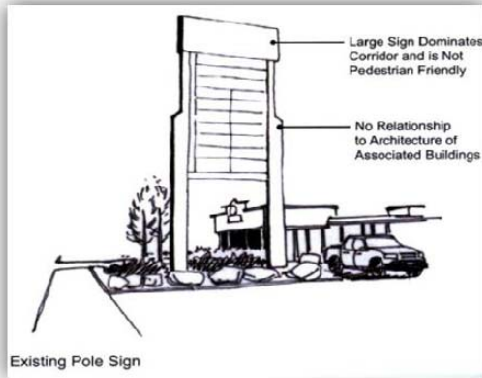 Large Sign Dominates
Corridor and is Not
Pedestrian Friendly
No Relationship
to Architecture of
Associated Buildings
Existing Pole Sign